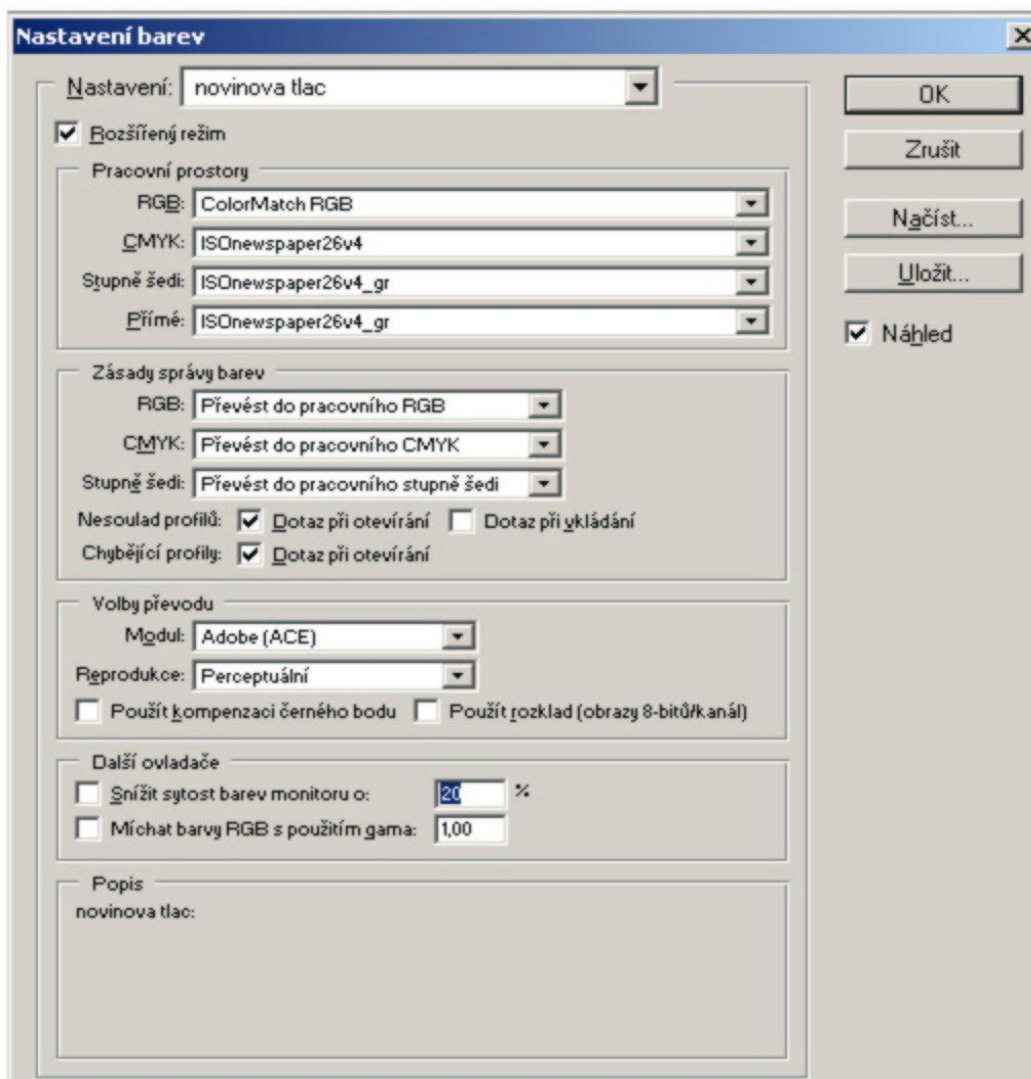 Nastavení barev
Nastavení: novinova tlac
OK
Rozšířený režim
Zrušit
Pracovní prostory
RGB: ColorMatch RGB
Načíst...
CMYK: ISOnewspaper26v4
Stupně šedi: ISOnewspaper26v4_gr
Uložit...
Přímé: ISOnewspaper26v4_gr
Náhled
Zásady správy barev
RGB: Převést do pracovního RGB
CMYK: Převést do pracovního CMYK
Stupně šedi: Převést do pracovního stupně šedi
Nesoulad profilů: Dotaz při otevírání Dotaz při vkládání
Chybějící profily: Dotaz při otevírání
Volby převodu
Modul: Adobe (ACE)
Reprodukce: Perceptuální
Použít kompenzaci černého bodu Použít rozklad (obrazy 8-bitů/kanál)
Další ovladače
Snížit sytost barev monitoru o: 20 %
Míchat barvy RGB s použitím gama: 1,00
Popis
novinova tlac: